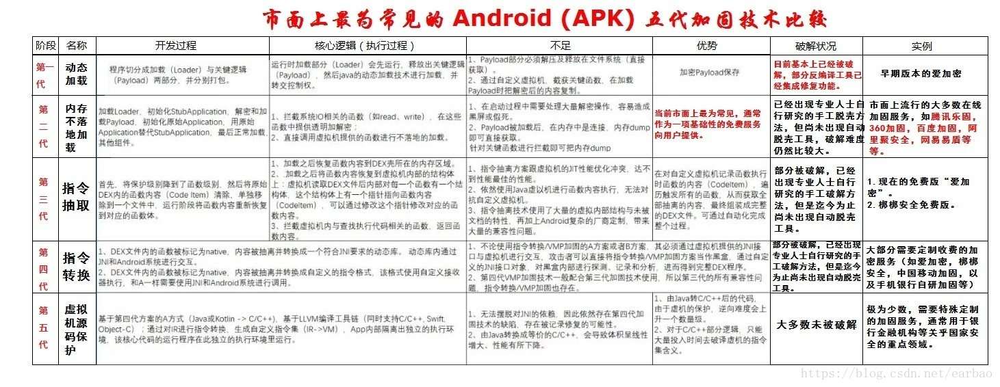 市面上最为常见的 Android (APK) 五代加固技术比较
阶段 名称 开发过程 核心逻辑（执行过程） 不足 优势 破解状况 实例
第一
代
动态
加载
程序切分成加载（Loader）与关键逻辑
（Payload）两部分，并分别打包。
运行时加载部分（Loader）会先运行，释放出关键逻辑
（Payload），然后java的动态加载技术进行加载，并
转交控制权。
1、Payload部分必须解压及释放在文件系统（直接
获取）。
2、通过自定义虚拟机，截获关键函数，在加载
Payload时把解密后的内容复制。
加密Payload保存
目前基本上已经被破
解，部分反编译工具已
经集成修复功能。
早期版本的爱加密
第
二
代
内存
不落
地加
载
加载Loader，初始化StubApplication，解密和加
载Payload，初始化原始Application，用原始
Application替代StubApplication，最后正常加载，
其他组件。
1、拦截系统IO相关的函数（如read、write），在这些
函数中提供透明加解密；
2、直接调用虚拟机提供的函数进行不落地的加载。
1、在启动过程中需要处理大量解密操作，容易造成
黑屏或假死。
2、Payload被加载后，在内存中是连接，内存dump
即可直接获取。
针对关键函数进行拦截即可把内存dump
当前市面上最为常见，通常
作为一项基础性的免费服务
向用户提供。
已经出现专业人士自
行研究的手工脱壳方
法，但尚未出现自动
脱壳工具，破解难度
仍然比较大。
市面上流行的大多数在线
加固服务，如腾讯乐固，
360加固，百度加固，阿
里聚安全，网易易盾等
等。
第
三
代
指令
抽取
首先，将保护级别降到了函数级别，然后将原始
DEX内的函数内容（Code Item）清除，单独移
除到一个文件中，运行阶段将函数内容重新恢复
到对应的函数体。
1、加载之后恢复函数内容到DEX壳所在的内存区域。
2、.加载之后将函数内容恢复到虚拟机内部的结构体
上：虚拟机读取DEX文件后内部对每一个函数有一个结
构体，这个结构体上有一个指针指向函数内容
（CodeItem），可以通过修改这个指针修改对应的函
数内容。
3、拦截虚拟机内与查找执行代码相关的函数，返回函
数内容。
1、指令抽离方案跟虚拟机的JIT性能优化冲突，达不
到性能最佳的性能。
2、依然使用Java虚以机进行函数内容执行，无法对
抗自定义虚拟机。
3、指令抽离技术使用了大量的虚拟内部结构与未被
文档的特性，再加上Android复杂的厂商定制，带来
大量的兼容性问题。
在对自定义虚拟机记录函数执行
时函数的内容（CodeItem），遍
历触发所有的函数，从而获取全
部抽离的内容，最终组装成完整
的DEX文件。可通过自动化完成
整个过程。
部分被破解，已经
出现专业人士自行
研究的手工破解方
法，但是迄今为止
尚未出现自动脱壳
工具。
1. 现在的免费版“爱加
密”。
2. 梆梆安全免费版。
第
四
代
指令
转换
1、DEX文件内的函数被标记为native，内容被抽离并转换成一个符合JNI要求的动态库。 动态库内通过
JNI和Android系统进行交互。
2、DEX文件内的函数被标记为native，内容被抽离并转换成自定义的指令格式，该格式使用自定义接收
器执行，和A一样需要使用JNI和Android系统进行调用。
1、不论使用指令转换/VMP加固的A方案或者B方案，其必须通过虚拟机提供的JNI接
口与虚拟机进行交互，攻击者可以直接将指令转换/VMP加固方案当作黑盒，通过自定
义的JNI接口对象，对黑盒内部进行探测、记录和分析，进而得到完整DEX程序。
2、第四代VMP加固技术一般配合第三代加固技术使用，所以第三代的所有兼容性问
题，指令转换/VMP加固也存在。
部分被破解，已经出现
专业人士自行研究的手
工破解方法，但是迄今
为止尚未出现自动脱壳
工具。
大部分需要定制收费的加
密服务（如爱加密，梆梆
安全，中国移动加固，以
及手机银行自研加固等）
第
五
代
虚拟
机源
码保
护
基于第四代方案的A方式（Java或Kotlin -> C/C++)，基于LLVM编译工具链（同时支持C/C++, Swift,
Object-C）；通过对IR进行指令转换，生成自定义指令集（IR->VM），App内部隔离出独立的执行环
境，该核心代码的运行程序在此独立的执行环境里运行。
1、无法摆脱对JNI的依赖，因此依然存在第四代加
固技术的缺陷，存在被记录修复的可能性。
2、由Java转换成等价的C/C++，会导致体积呈线性
增大、性能有所下降。
1、由Java转C/C++后的代码，
由于虚机的保护，逆向难度会上
升一个数量级。
2、对于C/C++部分逻辑，只能
大量投入时间去破译虚机的指令
集含义。
大多数未被破解
极为少数，需要特殊定制
的加固服务，通常用于银
行金融机构等关乎国家安
全的重点领域。
https://blog.csdn.net/earbao